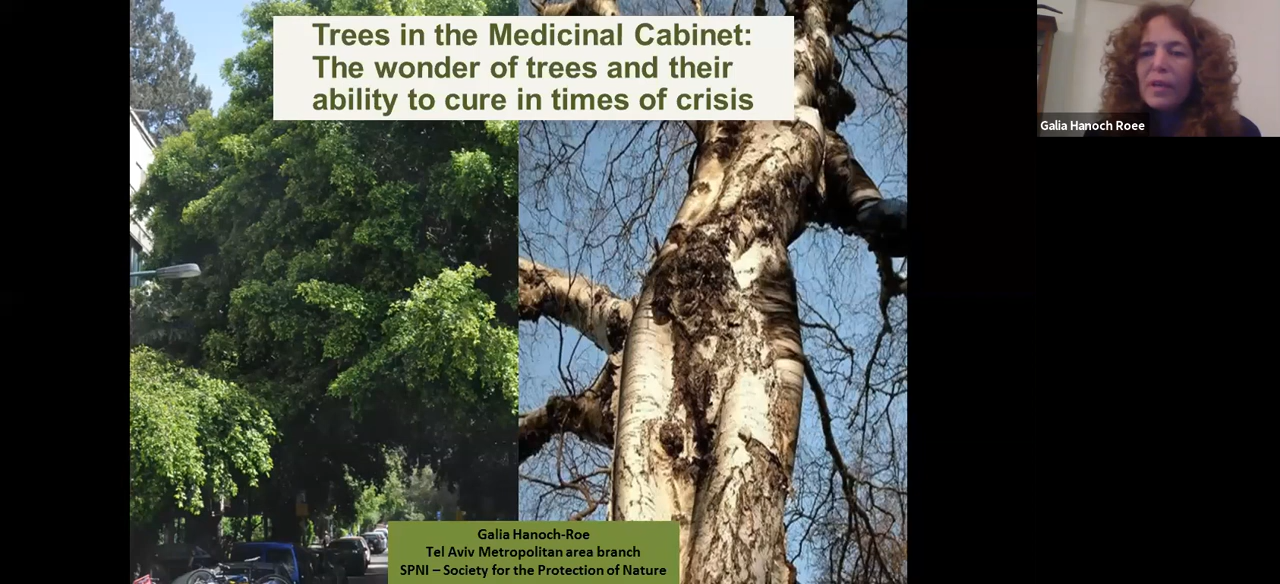 Trees in the Medicinal Cabinet:
The wonder of trees and their
ability to cure in times of crisis
Galia Hanoch Roee
Galia Hanoch-Roe
Tel Aviv Metropolitan area branch
SPNI – Society for the Protection of Nature